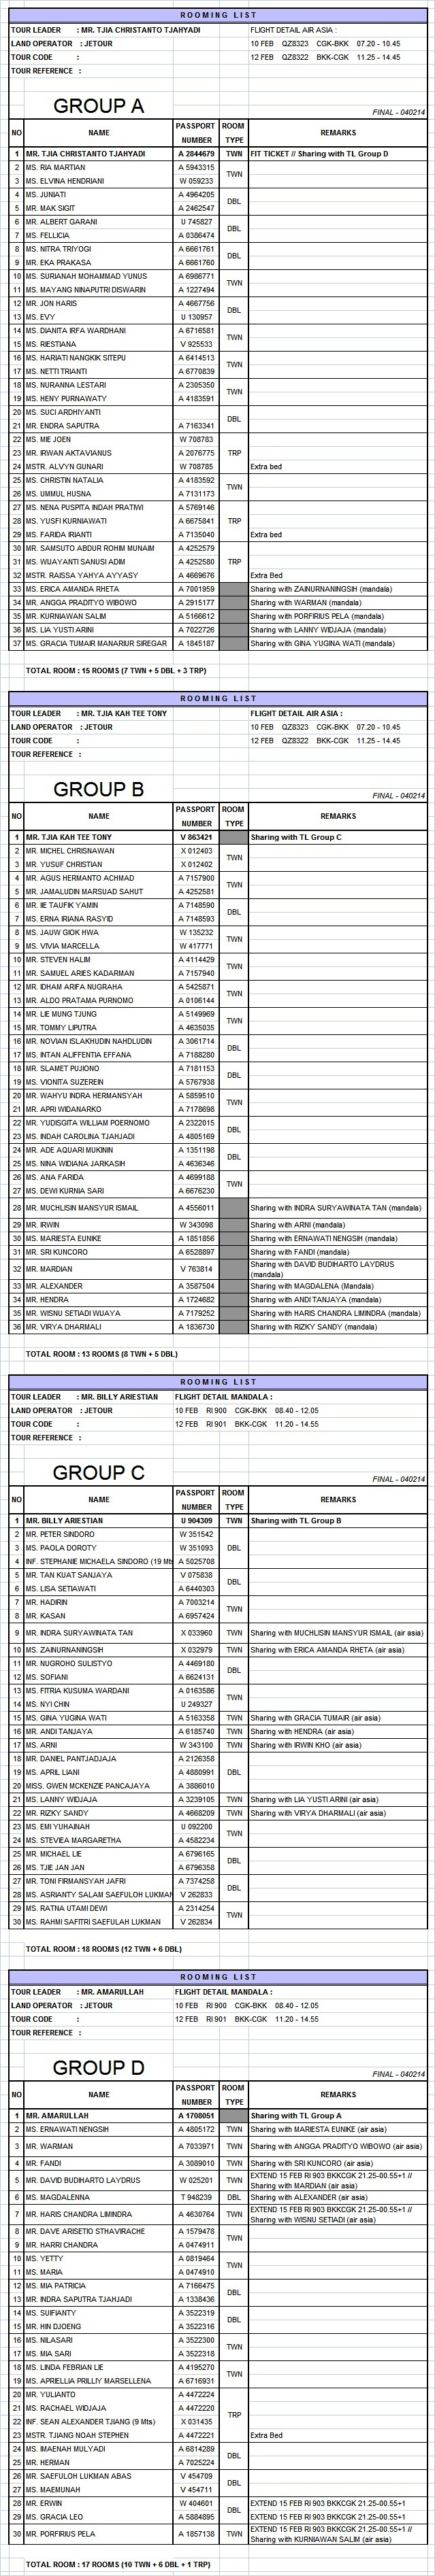 ROOMING LIST
TOUR LEADER : MR. TJIA CHRISTANTO TJAHYADI FLIGHT DETAIL AIR ASIA :
LAND OPERATOR : JETOUR 10 FEB QZ8323 CGK-BKK 07.20 - 10.45
TOUR CODE : 12 FEB QZ8322 BKK-CGK 11.25 - 14.45
TOUR REFERENCE :
GROUP A FINAL - 040214
NO NAME PASSPORT NUMBER ROOM TYPE REMARKS
1 MR. TJIA CHRISTANTO TJAHYADI A 2844679 TWN FIT TICKET // Sharing with TL Group D
2 MS. RIA MARTIAN A 5943315 TWN
3 MS. ELVINA HENDRIANI W 059233
4 MS. JUNIATI A 4964205 DBL
5 MR. MAK SIGIT A 2462547
6 MR. ALBERT GARANI U 745827 DBL
7 MS. FELLICIA A 0386474
8 MS. NITRA TRIYOGI A 6661761 DBL
9 MR. EKA PRAKASA A 6661760
10 MS. SURIANAH MOHAMMAD YUNUS A 6986771 TWN
11 MS. MAYANG NINAPUTRI DISWARIN A 1227494
12 MR. JON HARIS A 4667756 DBL
13 MS. EVY U 130957
14 MS. DIANITA IRFA WARDHANI A 6716581 TWN
15 MS. RIESTIANA V 925533
16 MS. HARIATI NANGKIK SITEPU A 6414513 TWN
17 MS. NETTI TRIANTI A 6770839
18 MS. NURANNA LESTARI A 2305350 TWN
19 MS. HENY PURNAWATY A 4183591
20 MS. SUCI ARDHIYANTI DBL
21 MR. ENDRA SAPUTRA A 7163341
22 MS. MIE JOEN W 708783 TRP
23 MR. IRWAN AKTAVIANUS A 2076775
24 MSTR. ALVYN GUNARI W 708785 Extra bed
25 MS. CHRISTIN NATALIA A 4183592 TWN
26 MS. UMMUL HUSNA A 7131173
27 MS. NENA PUSPITA INDAH PRATIWI A 5769146 TRP
28 MS. YUSFI KURNIAWATI A 6675841
29 MS. FARIDA IRIANTI A 7135040 Extra bed
30 MR. SAMSUTO ABDUR ROHIM MUNAIM A 4252579 TRP
31 MS. WIJAYANTI SANUSI ADIM A 4252580
32 MSTR. RAISSA YAHYA AYYASY A 4669676 Extra Bed
33 MS. ERICA AMANDA RHETA A 7001959 Sharing with ZAINURNANINGSIH (mandala)
34 MR. ANGGA PRADITYO WIBOWO A 2915177 Sharing with WARMAN (mandala)
35 MR. KURNIAWAN SALIM A 5166612 Sharing with PORFIRIUS PELA (mandala)
36 MS. LIA YUSTI ARINI A 7022726 Sharing with LANNY WIDJAJA (mandala)
37 MS. GRACIA TUMAIR MANARIUR SIREGAR A 1845187 Sharing with GINA YUGINA WATI (mandala)
TOTAL ROOM : 15 ROOMS (7 TWN + 5 DBL + 3 TRP)
ROOMING LIST
TOUR LEADER : MR. TJIA KAH TEE TONY FLIGHT DETAIL AIR ASIA :
LAND OPERATOR : JETOUR 10 FEB QZ8323 CGK-BKK 07.20 - 10.45
TOUR CODE : 12 FEB QZ8322 BKK-CGK 11.25 - 14.45
TOUR REFERENCE :
GROUP B FINAL - 040214
NO NAME PASSPORT NUMBER ROOM TYPE REMARKS
1 MR. TJIA KAH TEE TONY V 863421 Sharing with TL Group C
2 MR. MICHEL CHRISNAWAN X 012403 TWN
3 MR. YUSUF CHRISTIAN X 012402
4 MR. AGUS HERMANTO ACHMAD A 7157900 TWN
5 MR. JAMALUDIN MARSUAD SAHUT A 4252581
6 MR. IIE TAUFIK YAMIN A 7148590 DBL
7 MS. ERNA IRIANA RASYID A 7148593
8 MS. JAUW GIOK HWA W 135232 TWN
9 MS. VIVIA MARCELLA W 417771
10 MR. STEVEN HALIM A 4114429 TWN
11 MR. SAMUEL ARIES KADARMAN A 7157940
12 MR. IDHAM ARIFA NUGRAHA A 5425871 TWN
13 MR. ALDO PRATAMA PURNOMO A 0106144
14 MR. LIE MUNG TJUNG A 5149969 TWN
15 MR. TOMMY LIPUTRA A 4635035
16 MR. NOVIAN ISLAKHUDIN NAHDLUDIN A 3061714 DBL
17 MS. INTAN ALIFFENTIA EFFANA A 7188280
18 MR. SLAMET PUJIONO A 7181153 DBL
19 MS. VIONITA SUZEREIN A 5767938
20 MR. WAHYU INDRA HERMANSYAH A 5859510 TWN
21 MR. APRI WIDANARKO A 7178698
22 MR. YUDISGITA WILLIAM POERNOMO A 2322015 DBL
23 MS. INDAH CAROLINA TJAHJADI A 4805169
24 MR. ADE AQUARI MUKININ A 1351198 DBL
25 MS. NINA WIDIANA JARKASIH A 4636346
26 MS. ANA FARIDA A 4699188 TWN
27 MS. DEWI KURNIA SARI A 6676230
28 MR. MUCHLISIN MANSYUR ISMAIL A 4556011 Sharing with INDRA SURYAWINATA TAN (mandala)
29 MR. IRWIN W 343098 Sharing with ARNI (mandala)
30 MS. MARIESTA EUNIKE A 1851856 Sharing with ERNAWATI NENGSIH (mandala)
31 MR. SRI KUNCORO A 6528897 Sharing with FANDI (mandala)
32 MR. MARDIAN V 763814 Sharing with DAVID BUDIHARTO LAYDRUS
(mandala)
33 MR. ALEXANDER A 3587504 Sharing with MAGDALENA (Mandala)
34 MR. HENDRA A 1724682 Sharing with ANDI TANJAYA (mandala)
35 MR. WISNU SETIADI WIJAYA A 7179252 Sharing with HARIS CHANDRA LIMINDRA (mandala)
36 MR. VIRYA DHARMALI A 1836730 Sharing with RIZKY SANDY (mandala)
TOTAL ROOM : 13 ROOMS (8 TWN + 5 DBL)
ROOMING LIST
TOUR LEADER : MR. BILLY ARIESTIAN FLIGHT DETAIL MANDALA :
LAND OPERATOR : JETOUR 10 FEB RI 900 CGK-BKK 08.40 - 12.05
TOUR CODE : 12 FEB RI 901 BKK-CGK 11.20 - 14.55
TOUR REFERENCE :
GROUP C FINAL - 040214
NO NAME PASSPORT NUMBER ROOM TYPE REMARKS
1 MR. BILLY ARIESTIAN U 904309 TWN Sharing with TL Group B
2 MR. PETER SINDORO W 351542 DBL
3 MS. PAOLA DOROTY W 351093
4 INF. STEPHANIE MICHAELA SINDORO (19 Mts A 5025708
5 MR. TAN KUAT SANJAYA V 075838 DBL
6 MS. LISA SETIAWATI A 6440303
7 MR. HADIRIN A 7003214 TWN
8 MR. KASAN A 6957424
9 MR. INDRA SURYAWINATA TAN X 033960 TWN Sharing with MUCHLISIN MANSYUR ISMAIL (air asia)
10 MS. ZAINURNANINGSIH X 032979 TWN Sharing with ERICA AMANDA RHETA (air asia)
11 MR. NUGROHO SULISTYO A 4469180 DBL
12 MS. SOFIANI A 6624131
13 MS. FITRIA KUSUMA WARDANI A 0163586 TWN
14 MS. NYI CHIN U 249327
15 MS. GINA YUGINA WATI A 5163358 TWN Sharing with GRACIA TUMAIR (air asia)
16 MR. ANDI TANJAYA A 6185740 TWN Sharing with HENDRA (air asia)
17 MS. ARNI W 343100 TWN Sharing with IRWIN KHO (air asia)
18 MR. DANIEL PANTJADJAJA A 2126358 DBL
19 MS. APRIL LIANI A 4880991
20 MISS. GWEN MCKENZIE PANCAJAYA A 3886010
21 MS. LANNY WIDJAJA A 3239105 TWN Sharing with LIA YUSTI ARINI (air asia)
22 MR. RIZKY SANDY A 4668209 TWN Sharing with VIRYA DHARMALI (air asia)
23 MS. EMI YUHAINAH U 092200 TWN
24 MS. STEVIEA MARGARETHA A 4582234
25 MR. MICHAEL LIE A 6796165 DBL
26 MS. TJIE JAN JAN A 6796358
27 MR. TONI FIRMANSYAH JAFRI A 7374258 DBL
28 MS. ASRIANTY SALAM SAEFULOH LUKMAN V 262833
29 MS. RATNA UTAMI DEWI A 2314254 TWN
30 MS. RAHMI SAFITRI SAEFULAH LUKMAN V 262834
TOTAL ROOM : 18 ROOMS (12 TWN + 6 DBL)
ROOMING LIST
TOUR LEADER : MR. AMARULLAH FLIGHT DETAIL MANDALA :
LAND OPERATOR : JETOUR 10 FEB RI 900 CGK-BKK 08.40 - 12.05
TOUR CODE : 12 FEB RI 901 BKK-CGK 11.20 - 14.55
TOUR REFERENCE :
GROUP D FINAL - 040214
NO NAME PASSPORT NUMBER ROOM TYPE REMARKS
1 MR. AMARULLAH A 1708051 Sharing with TL Group A
2 MS. ERNAWATI NENGSIH A 4805172 TWN Sharing with MARIESTA EUNIKE (air asia)
3 MR. WARMAN A 7033971 TWN Sharing with ANGGA PRADITYO WIBOWO (air asia)
4 MR. FANDI A 3089010 TWN Sharing with SRI KUNCORO (air asia)
5 MR. DAVID BUDIHARTO LAYDRUS W 025201 TWN EXTEND 15 FEB RI 903 BKKCGK 21.25-00.55+1 //
Sharing with MARDIAN (air asia)
6 MS. MAGDALENNA T 948239 DBL Sharing with ALEXANDER (air asia)
7 MR. HARIS CHANDRA LIMINDRA A 4630764 TWN EXTEND 15 FEB RI 903 BKKCGK 21.25-00.55+1 //
Sharing with WISNU SETIADI (air asia)
8 MR. DAVE ARISETIO STHAVIRACHE A 1579478 TWN
9 MR. HARRI CHANDRA A 0474911
10 MS. YETTY A 0819464 TWN
11 MS. MARIA A 0474910
12 MS. MIA PATRICIA A 7166475 DBL
13 MR. INDRA SAPUTRA TJAHJADI A 1338436
14 MS. SUIFIANTY A 3522319 DBL
15 MR. HIN DJOENG A 3522316
16 MS. NILASARI A 3522300 TWN
17 MS. MIA SARI A 3522318
18 MS. LINDA FEBRIAN LIE A 4195270 TWN
19 MS. APRIELLIA PRILLIY MARSELLENA A 6716931
20 MR. YULIANTO A 4472224 TRP
21 MS. RACHAEL WIDJAJA A 4472220
22 INF. SEAN ALEXANDER TJIANG (9 Mts) X 031435
23 MSTR. TJIANG NOAH STEPHEN A 4472221 Extra Bed
24 MS. IMAENAH MULYADI A 6814289 DBL
25 MR. HERMAN A 7025224
26 MR. SAEFULOH LUKMAN ABAS V 454709 DBL
27 MS. MAEMUNAH V 454711
28 MR. ERWIN W 404601 DBL EXTEND 15 FEB RI 903 BKKCGK 21.25-00.55+1
29 MS. GRACIA LEO A 5884895 EXTEND 15 FEB RI 903 BKKCGK 21.25-00.55+1
30 MR. PORFIRIUS PELA A 1857138 TWN EXTEND 15 FEB RI 903 BKKCGK 21.25-00.55+1 //
Sharing with KURNIAWAN SALIM (air asia)
TOTAL ROOM : 17 ROOMS (10 TWN + 6 DBL + 1 TRP)